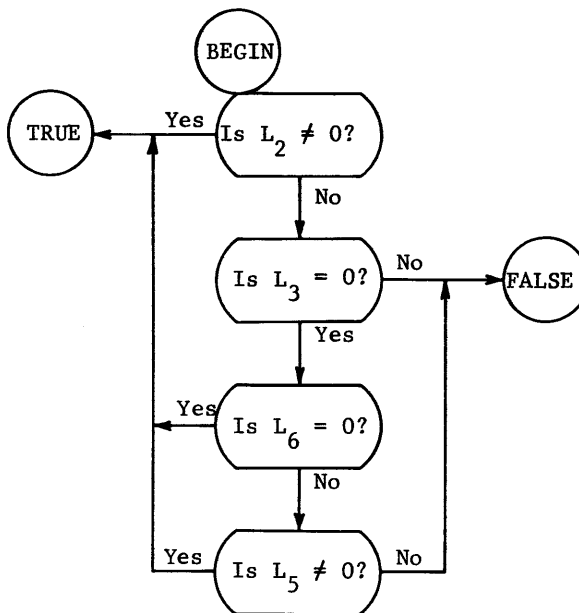 BEGIN
TRUE
Yes
Is L2 ≠ 0?
No
Is L3 = 0?
No
FALSE
Yes
Yes
Is L6 = 0?
No
Yes
Is L5 ≠ 0?
No